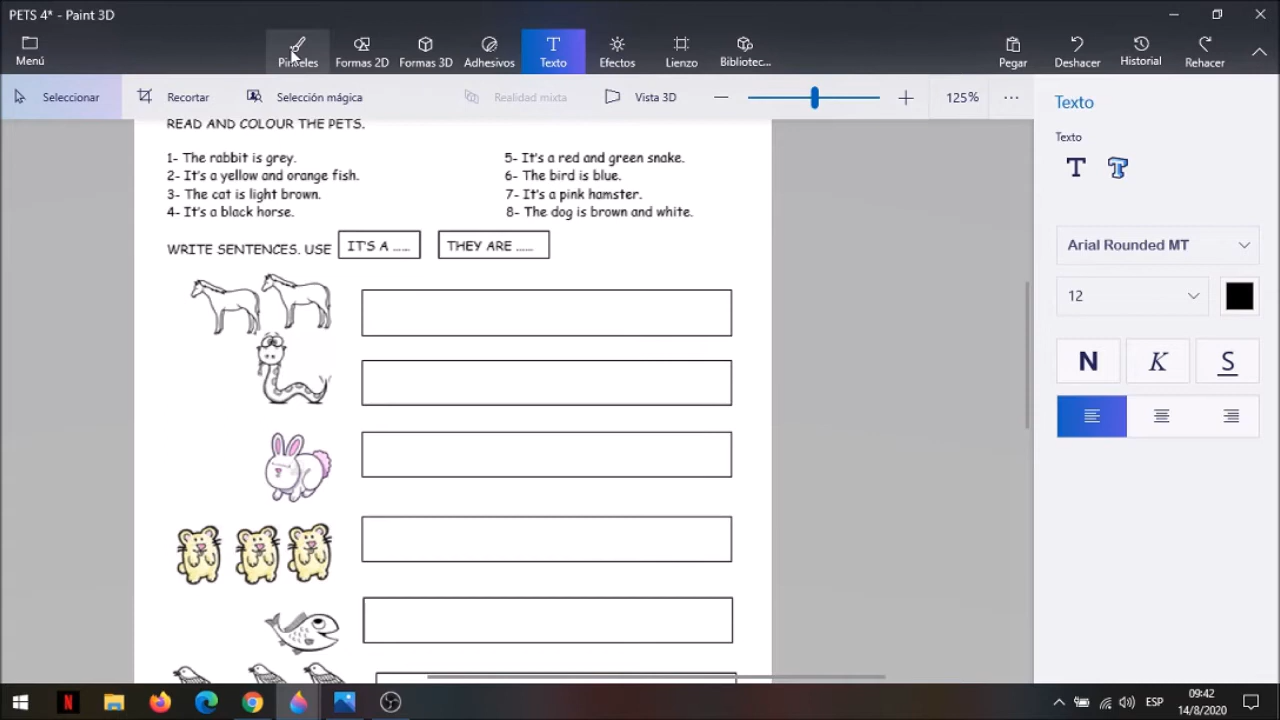 PETS 4* - Paint 3D
Menú
Pinceles
Formas 2D
Formas 3D
Adhesivos
Texto
Efectos
Lienzo
Bibliotec...
Pegar
Deshacer
Historial
Rehacer
Seleccionar
Recortar
Selección mágica
Realidad mixta
Vista 3D
125%
Texto
Texto
T
T
Arial Rounded MT
12
N
K
S
READ AND COLOUR THE PETS.
1- The rabbit is grey.
2- It's a yellow and orange fish.
3- The cat is light brown.
4- It's a black horse.
5- It's a red and green snake.
6- The bird is blue.
7- It's a pink hamster.
8- The dog is brown and white.
WRITE SENTENCES. USE
IT'S A ......
THEY ARE ......
ESP
09:42
14/8/2020